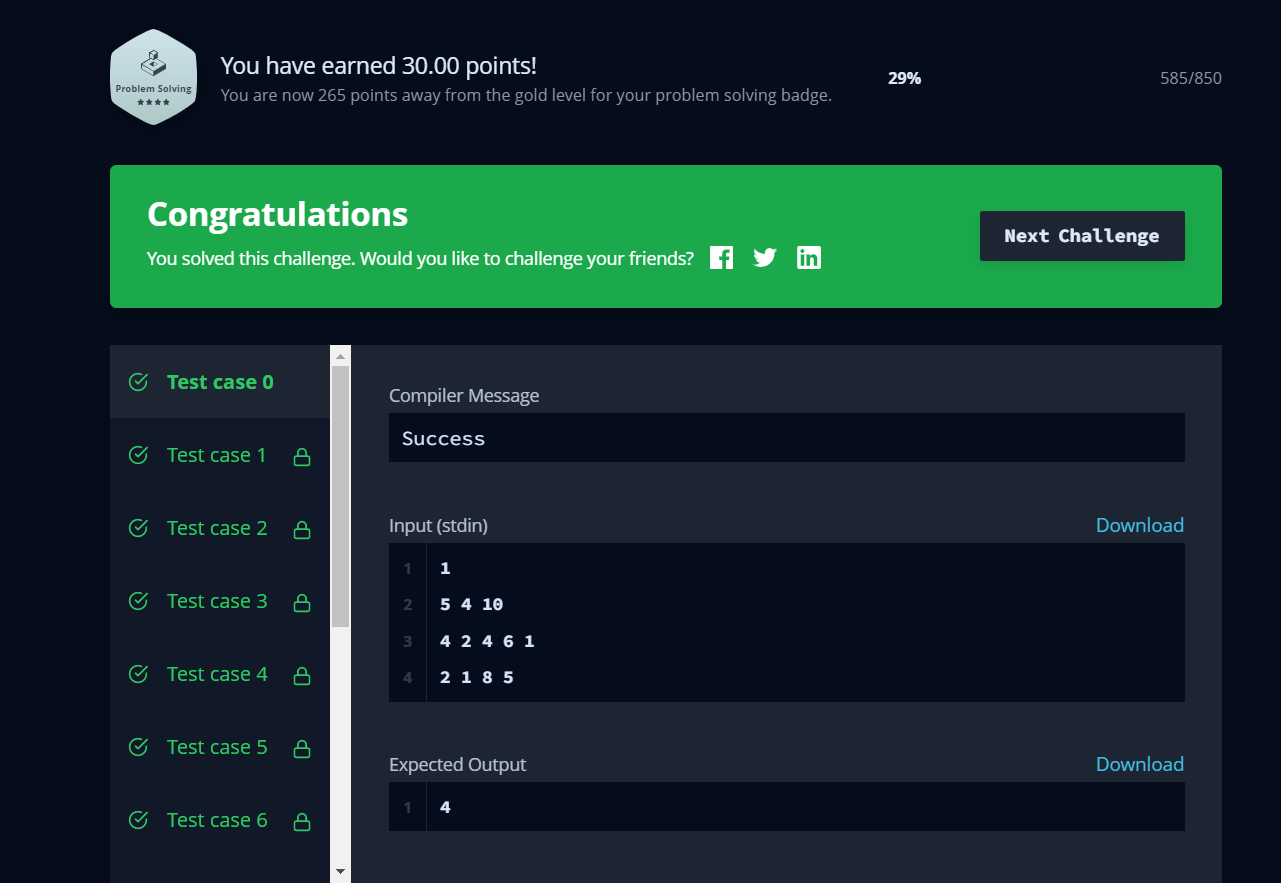 Problem Solving
You have earned 30.00 points!
You are now 265 points away from the gold level for your problem solving badge.
29%
585/850
Congratulations
You solved this challenge. Would you like to challenge your friends?
Next Challenge
Test case 0
Test case 1
Test case 2
Test case 3
Test case 4
Test case 5
Test case 6
Compiler Message
Success
Input (stdin)
Download
1 1
2 5 4 10
3 4 2 4 6 1
4 2 1 8 5
Expected Output
Download
1 4